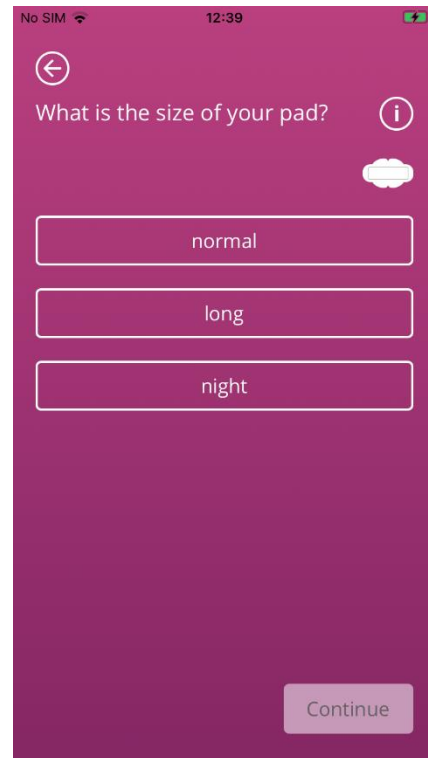 No SIM 12:39
What is the size of your pad? i
normal
long
night
Continue